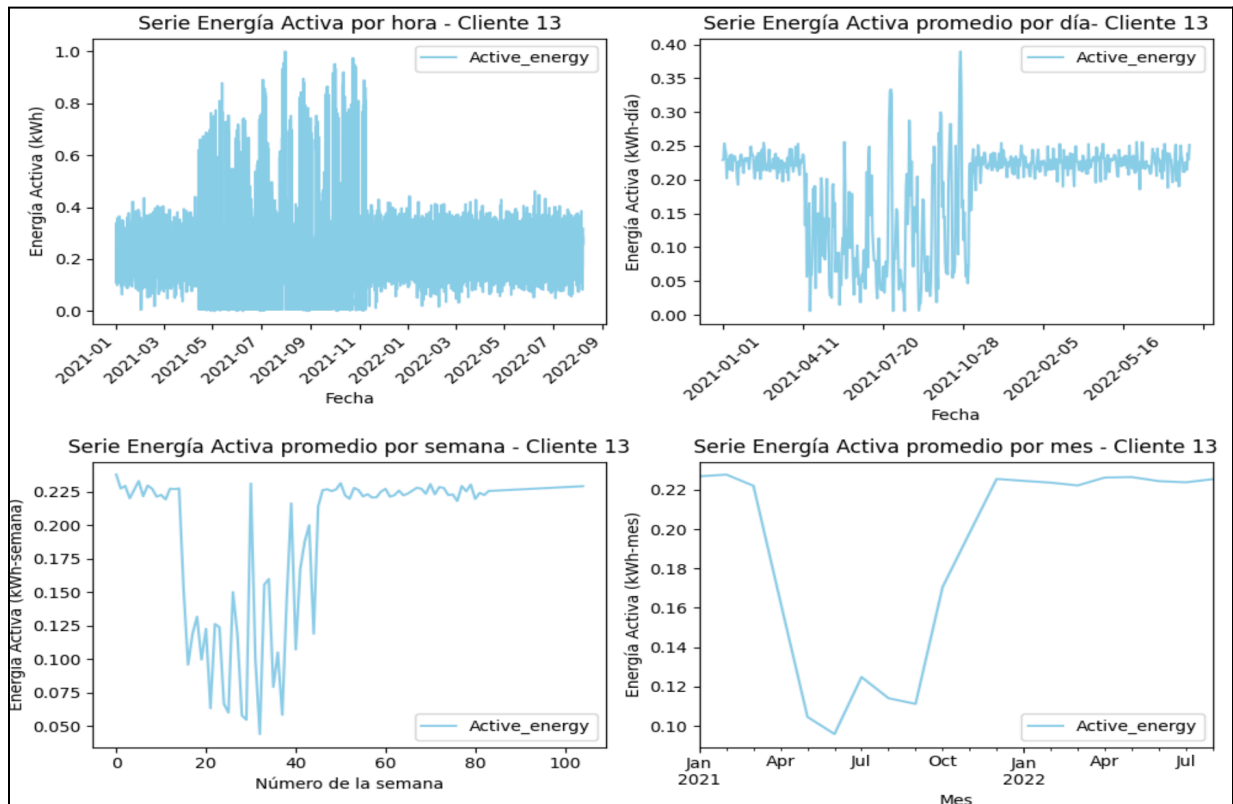 Serie Energía Activa por hora - Cliente 13
Energía Activa (kWh)
1.0
0.8
0.6
0.4
0.2
0.0
Active_energy
2021-01
2021-03
2021-05
2021-07
2021-09
2021-11
2022-01
2022-03
2022-05
2022-07
2022-09
Fecha
Serie Energía Activa promedio por día- Cliente 13
Energía Activa (kWh-día)
0.40
0.35
0.30
0.25
0.20
0.15
0.10
0.05
0.00
Active_energy
2021-01-01
2021-04-11
2021-07-20
2021-10-28
2022-02-05
2022-05-16
Fecha
Serie Energía Activa promedio por semana - Cliente 13
Energía Activa (kWh-semana)
0.225
0.200
0.175
0.150
0.125
0.100
0.075
0.050
Active_energy
0 20 40 60 80 100
Número de la semana
Serie Energía Activa promedio por mes - Cliente 13
Energía Activa (kWh-mes)
0.22
0.20
0.18
0.16
0.14
0.12
0.10
Active_energy
Jan Apr Jul Oct Jan Apr Jul
2021 2022
Mes